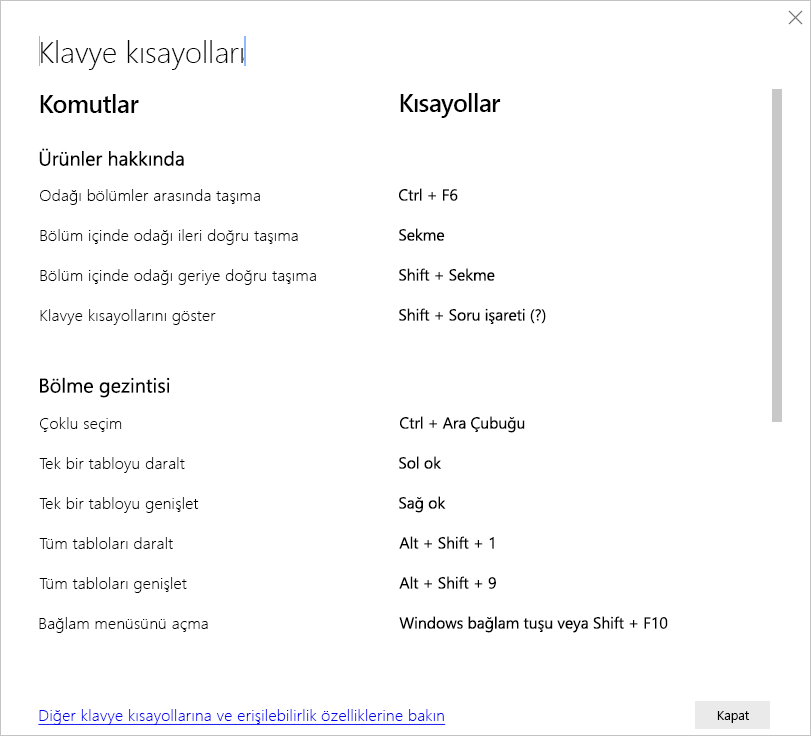 Klavye kısayolları
Komutlar Kısayollar
Ürünler hakkında
Odağı bölümler arasında taşıma Ctrl + F6
Bölüm içinde odağı ileri doğru taşıma Sekme
Bölüm içinde odağı geriye doğru taşıma Shift + Sekme
Klavye kısayollarını göster Shift + Soru işareti (?)
Bölme gezintisi
Çoklu seçim Ctrl + Ara Çubuğu
Tek bir tabloyu daralt Sol ok
Tek bir tabloyu genişlet Sağ ok
Tüm tabloları daralt Alt + Shift + 1
Tüm tabloları genişlet Alt + Shift + 9
Bağlam menüsünü açma Windows bağlam tuşu veya Shift + F10
Diğer klavye kısayollarına ve erişilebilirlik özelliklerine bakın Kapat